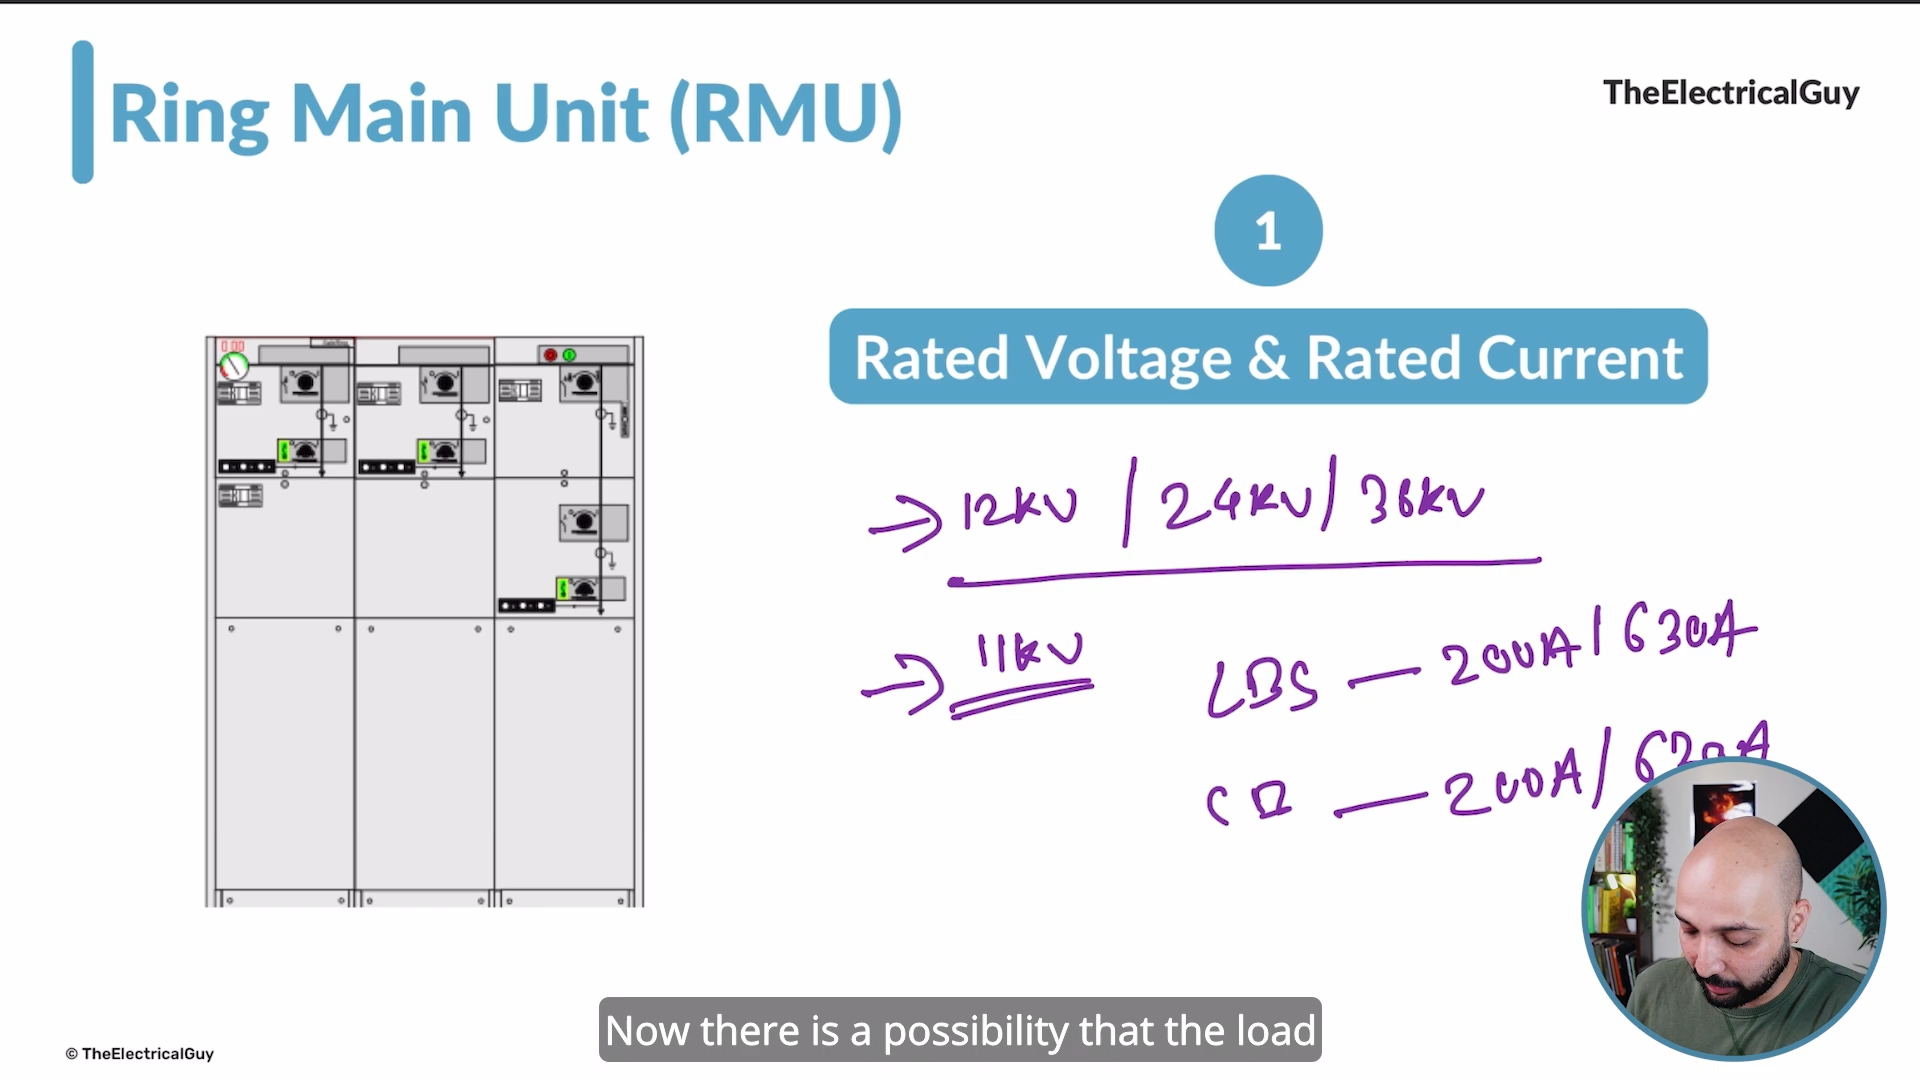 Ring Main Unit (RMU)
TheElectricalGuy
1
Rated Voltage & Rated Current
→ 12kV / 24kV / 36kV
→ 11kV
LBS — 200A / 630A
CB — 200A /
Now there is a possibility that the load
© TheElectricalGuy